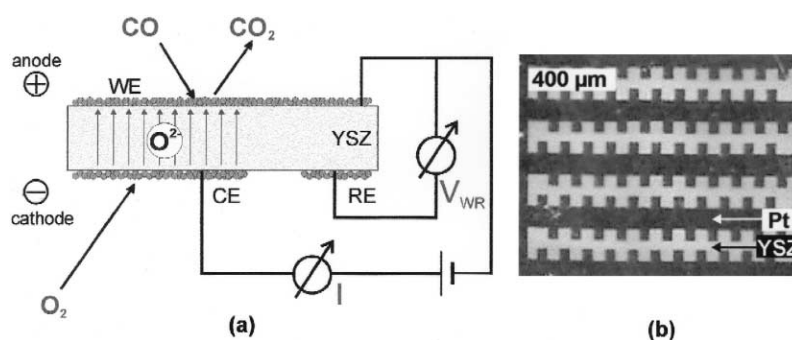 CO
CO₂
anode
+
WE
O²⁻
YSZ
−
cathode
CE
RE
V_WR
O₂
I
(a)
400 µm
Pt
YSZ
(b)